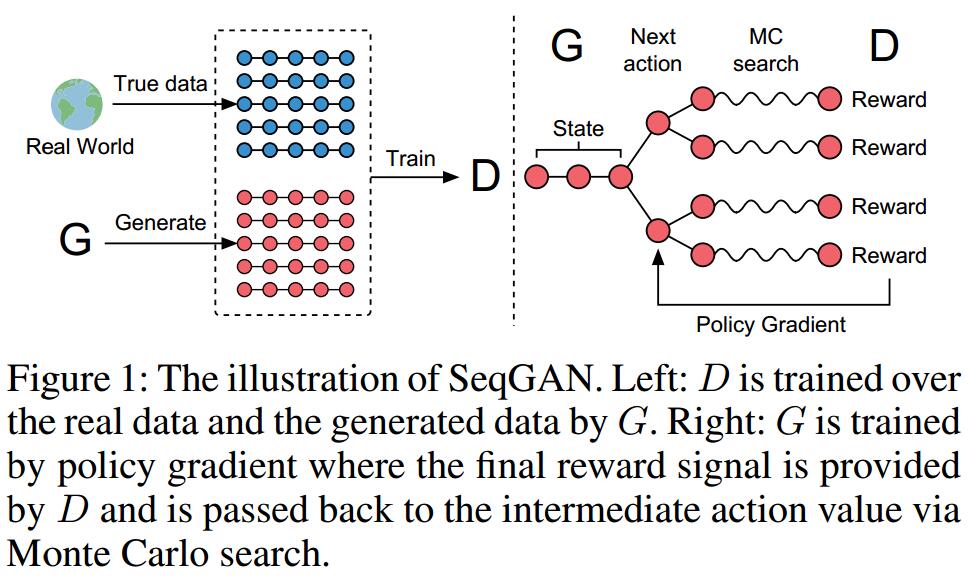 True data
Real World
G
Generate
Train
D
G
Next
action
MC
search
D
State
Reward
Reward
Reward
Reward
Policy Gradient
Figure 1: The illustration of SeqGAN. Left: D is trained over
the real data and the generated data by G. Right: G is trained
by policy gradient where the final reward signal is provided
by D and is passed back to the intermediate action value via
Monte Carlo search.